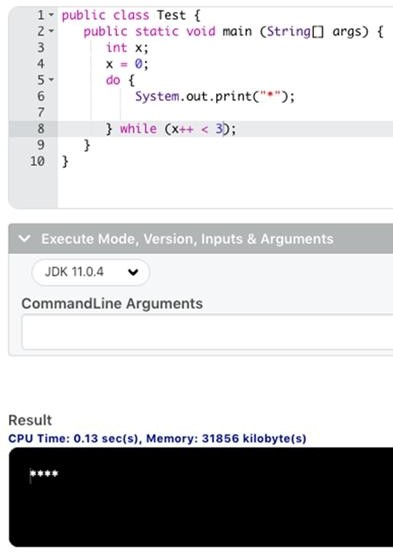 1 public class Test {
2 public static void main (String[] args) {
3 int x;
4 x = 0;
5 do {
6 System.out.print("*");
7
8 } while (x++ < 3);
9 }
10 }
Execute Mode, Version, Inputs & Arguments
JDK 11.0.4
CommandLine Arguments
Result
CPU Time: 0.13 sec(s), Memory: 31856 kilobyte(s)
****